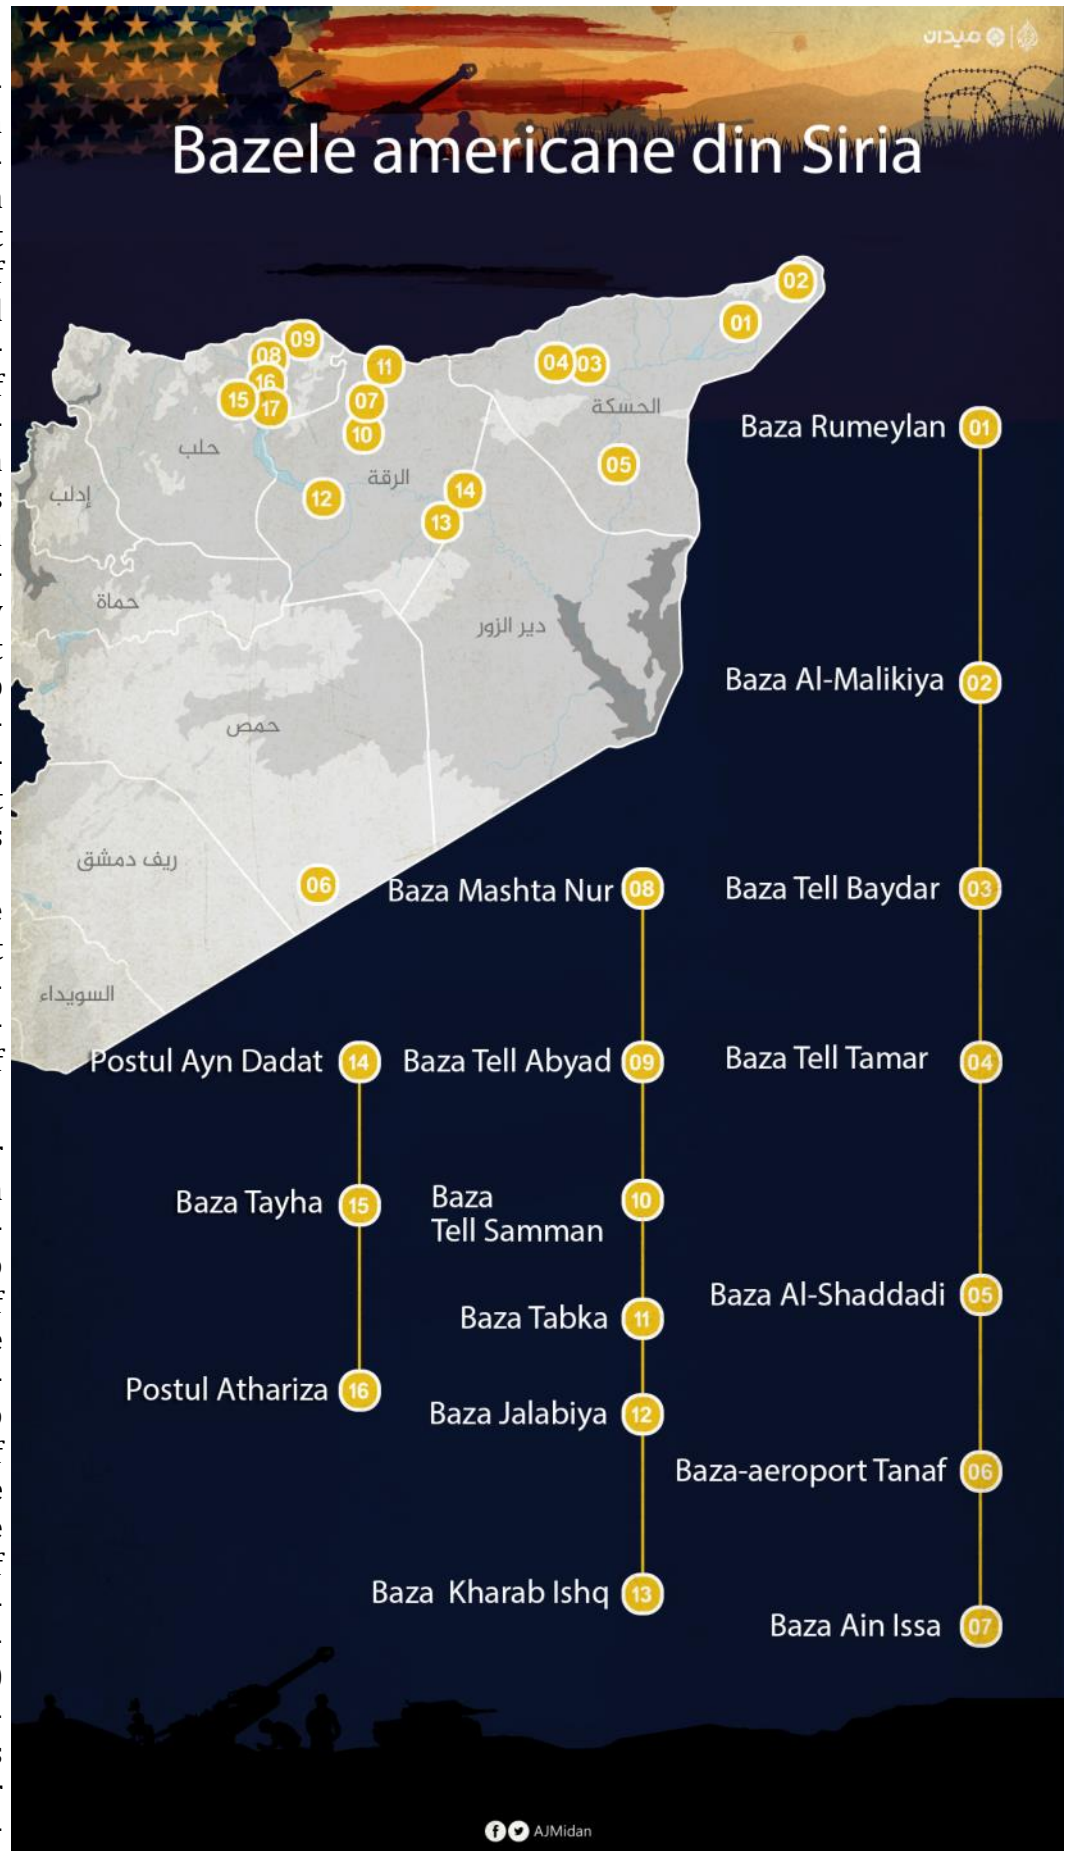 ميدان
Bazele americane din Siria
02
01
09
08
11
04
03
16
15
17
07
10
الحسكة
حلب
05
الرقة
14
12
إدلب
13
حماة
دير الزور
حمص
ريف دمشق
06
السويداء
Baza Rumeylan 01
Baza Al-Malikiya 02
Baza Tell Baydar 03
Baza Tell Tamar 04
Baza Al-Shaddadi 05
Baza-aeroport Tanaf 06
Baza Ain Issa 07
Baza Mashta Nur 08
Baza Tell Abyad 09
Baza 10
Tell Samman
Baza Tabka 11
Baza Jalabiya 12
Baza Kharab Ishq 13
Postul Ayn Dadat 14
Baza Tayha 15
Postul Athariza 16
AJMidan